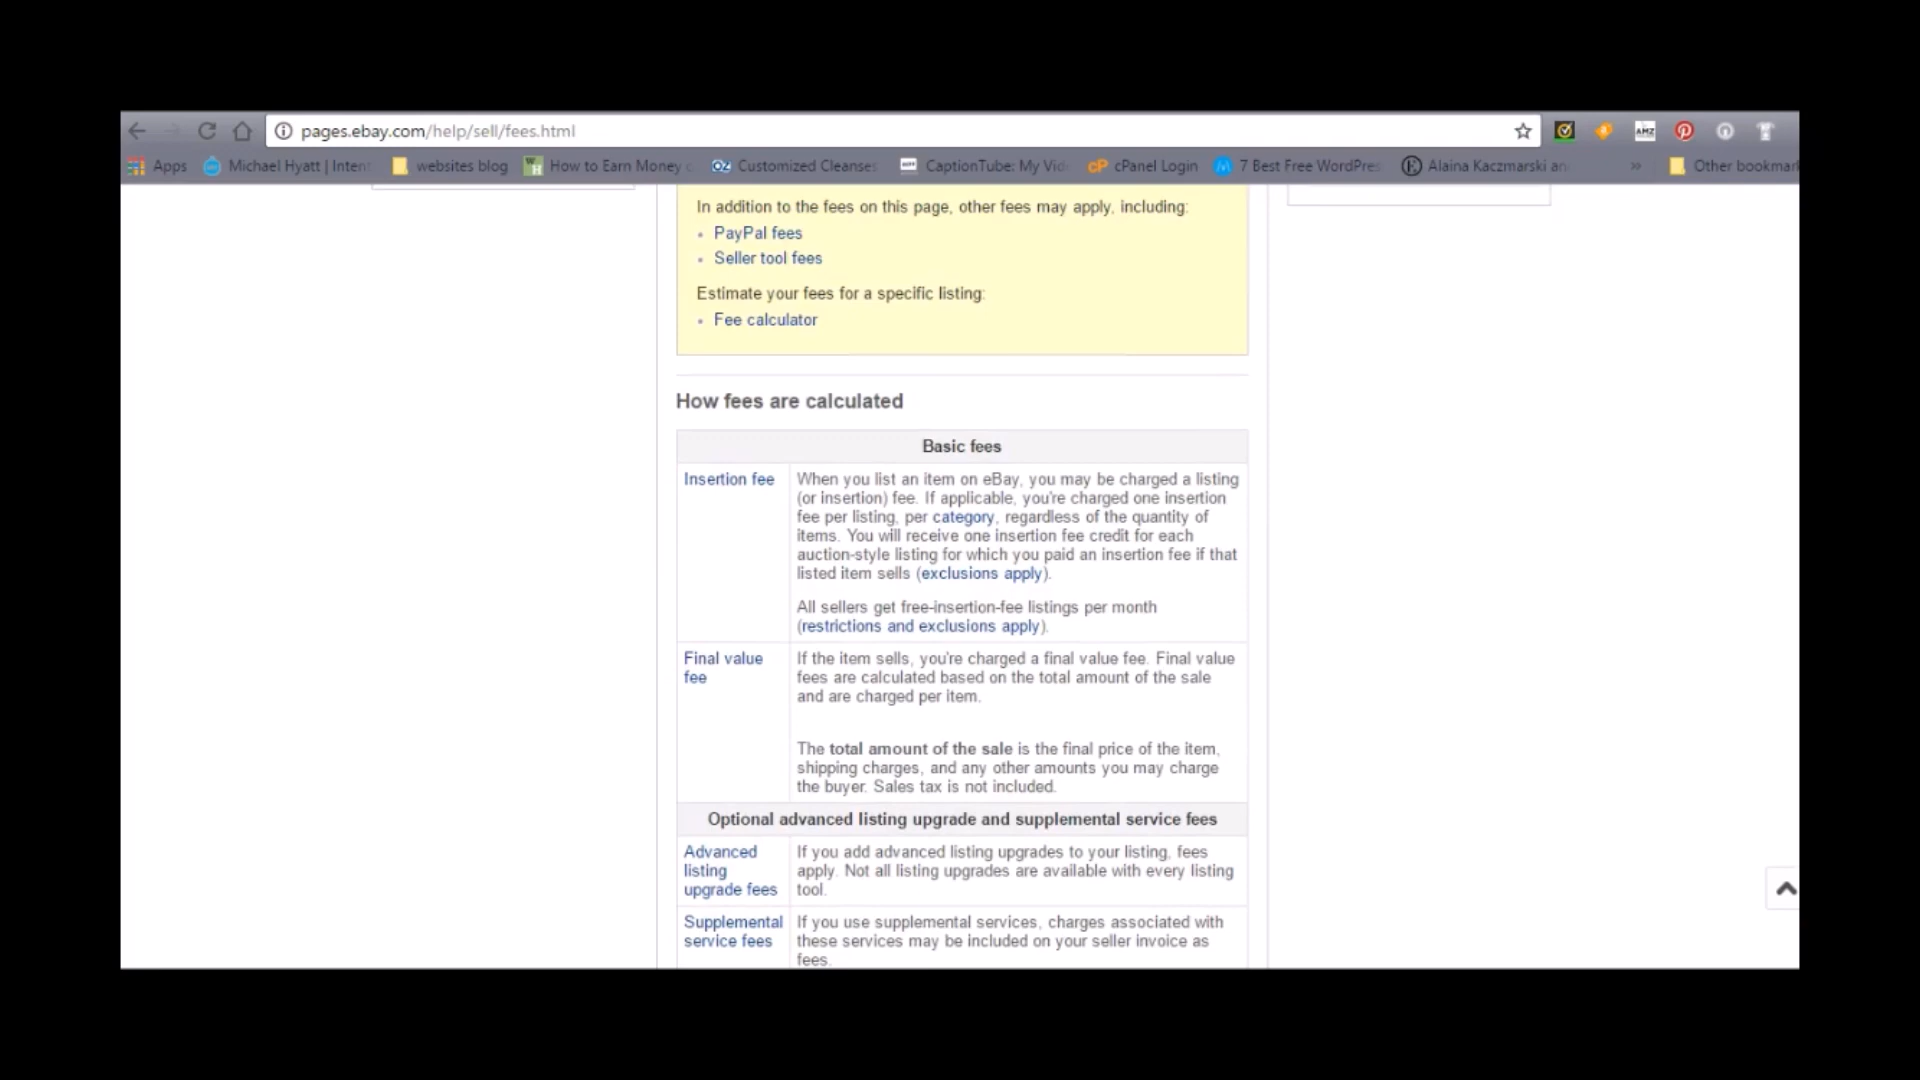 pages.ebay.com/help/sell/fees.html
Apps
Michael Hyatt | Inten
websites blog
How to Earn Money
Customized Cleanses
CaptionTube: My Vid
cPanel Login
7 Best Free WordPres
Alaina Kaczmarski an
»
Other bookmar
In addition to the fees on this page, other fees may apply, including:
PayPal fees
Seller tool fees
Estimate your fees for a specific listing:
Fee calculator
How fees are calculated
Basic fees
Insertion fee
When you list an item on eBay, you may be charged a listing
(or insertion) fee. If applicable, you're charged one insertion
fee per listing, per category, regardless of the quantity of
items. You will receive one insertion fee credit for each
auction-style listing for which you paid an insertion fee if that
listed item sells (exclusions apply).
All sellers get free-insertion-fee listings per month
(restrictions and exclusions apply).
Final value
fee
If the item sells, you're charged a final value fee. Final value
fees are calculated based on the total amount of the sale
and are charged per item.
The total amount of the sale is the final price of the item,
shipping charges, and any other amounts you may charge
the buyer. Sales tax is not included.
Optional advanced listing upgrade and supplemental service fees
Advanced
listing
upgrade fees
If you add advanced listing upgrades to your listing, fees
apply. Not all listing upgrades are available with every listing
tool.
Supplemental
service fees
If you use supplemental services, charges associated with
these services may be included on your seller invoice as
fees.